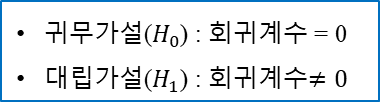 • 귀무가설(H₀) : 회귀계수 = 0
• 대립가설(H₁) : 회귀계수≠ 0